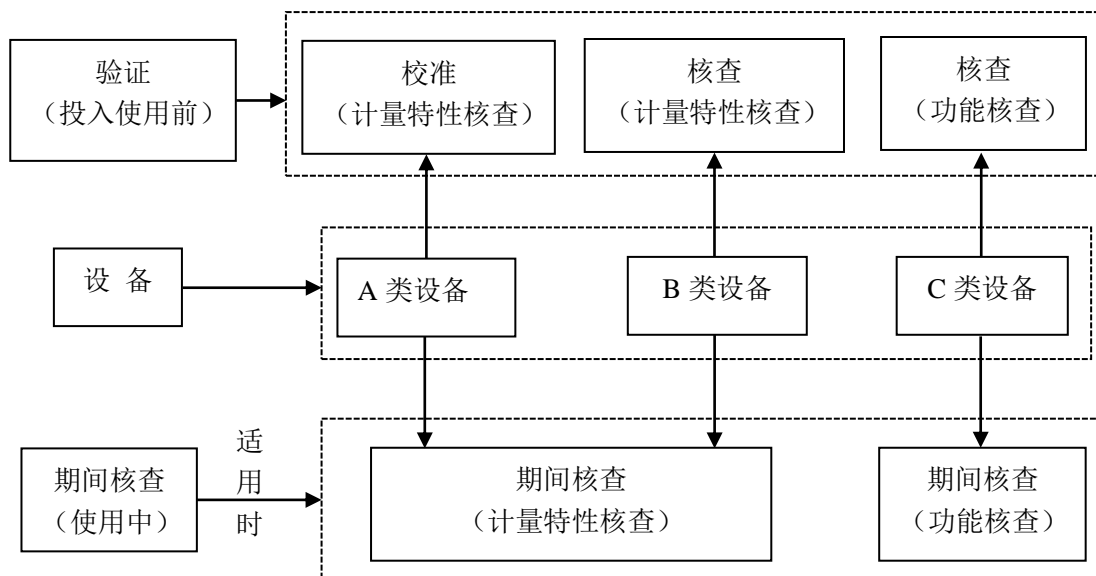 验证
（投入使用前）
校准
（计量特性核查）
核查
（计量特性核查）
核查
（功能核查）
设 备
A 类设备
B 类设备
C 类设备
期间核查
（使用中）
适
用
时
期间核查
（计量特性核查）
期间核查
（功能核查）